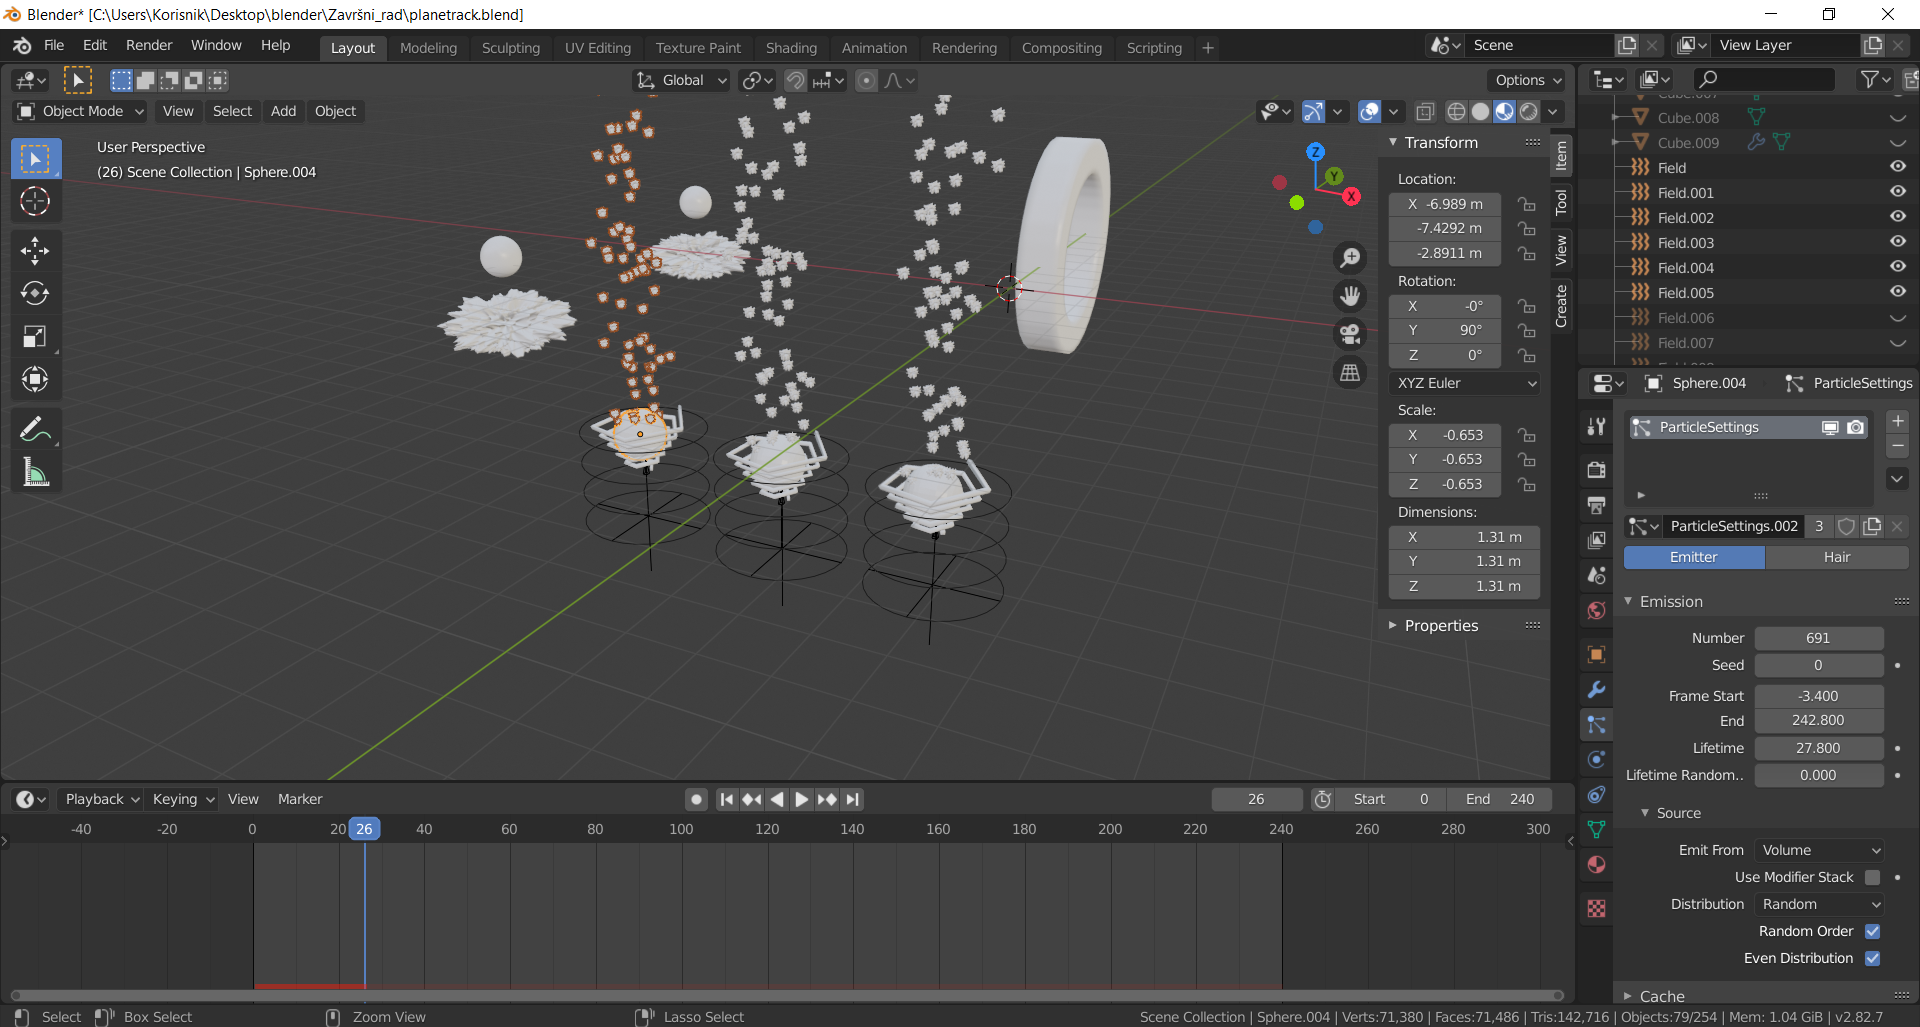 Blender* [C:\Users\Korisnik\Desktop\blender\Završni_rad\planetrack.blend]
File Edit Render Window Help Layout Modeling Sculpting UV Editing Texture Paint Shading Animation Rendering Compositing Scripting + Scene View Layer
Global Options
Object Mode View Select Add Object
User Perspective
(26) Scene Collection | Sphere.004
Z
Y
X
Transform
Location:
X -6.989 m
-7.4292 m
-2.8911 m
Rotation:
X -0°
Y 90°
Z 0°
XYZ Euler
Scale:
X -0.653
Y -0.653
Z -0.653
Dimensions:
X 1.31 m
Y 1.31 m
Z 1.31 m
Properties
Item
Tool
View
Create
Cube.007
Cube.008
Cube.009
Field
Field.001
Field.002
Field.003
Field.004
Field.005
Field.006
Field.007
Sphere.004 ParticleSettings
ParticleSettings
ParticleSettings.002 3
Emitter Hair
Emission
Number 691
Seed 0
Frame Start -3.400
End 242.800
Lifetime 27.800
Lifetime Random.. 0.000
Source
Emit From Volume
Use Modifier Stack
Distribution Random
Random Order
Even Distribution
Cache
Playback Keying View Marker 26 Start 0 End 240
-40 -20 0 20 26 40 60 80 100 120 140 160 180 200 220 240 260 280 300
Select Box Select Zoom View Lasso Select Scene Collection | Sphere.004 | Verts:71,380 | Faces:71,486 | Tris:142,716 | Objects:79/254 | Mem: 1.04 GiB | v2.82.7